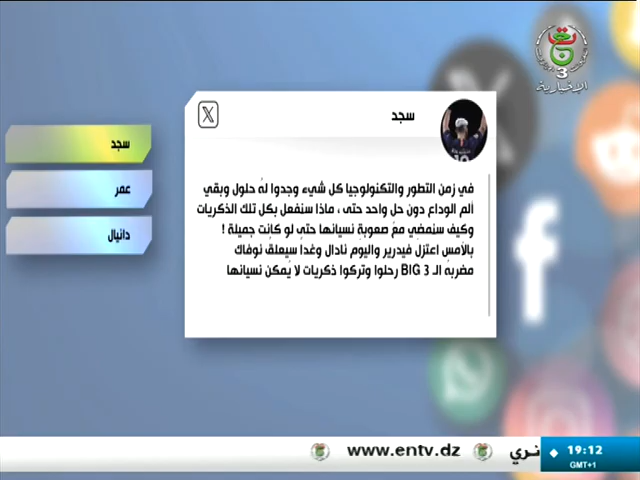 3
الإخبارية
سجد
سجد
عمر
دانيال
في زمن التطور والتكنولوجيا كل شيء وجدوا لهُ حلول وبقي
ألم الوداع دون حل واحد حتى ، ماذا سنفعل بكل تلك الذكريات
وكيف سنمضي معُ صعوبة نسيانها حتى لو كانت جميلة !
بالأمس اعتزل فيدرير واليوم نادال وغداً سيعلق نوفاك
مضربهُ الـ BIG 3 رحلوا وتركوا ذكريات لا يُمكن نسيانها
www.entv.dz
19:12
GMT+1